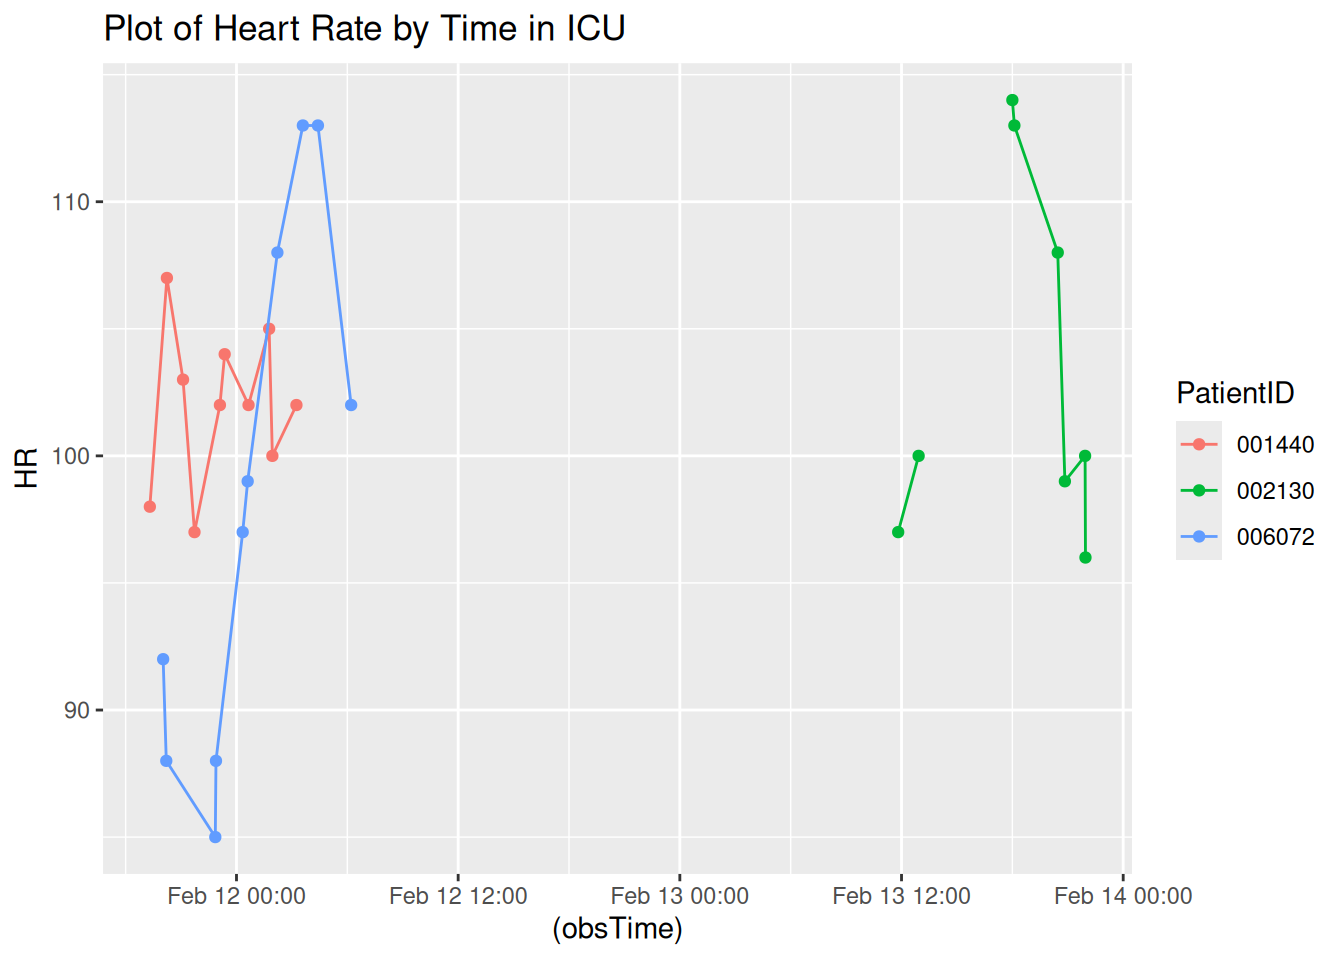 Plot of Heart Rate by Time in ICU
110
100
90
HR
Feb 12 00:00 Feb 12 12:00 Feb 13 00:00 Feb 13 12:00 Feb 14 00:00
(obsTime)
PatientID
001440
002130
006072